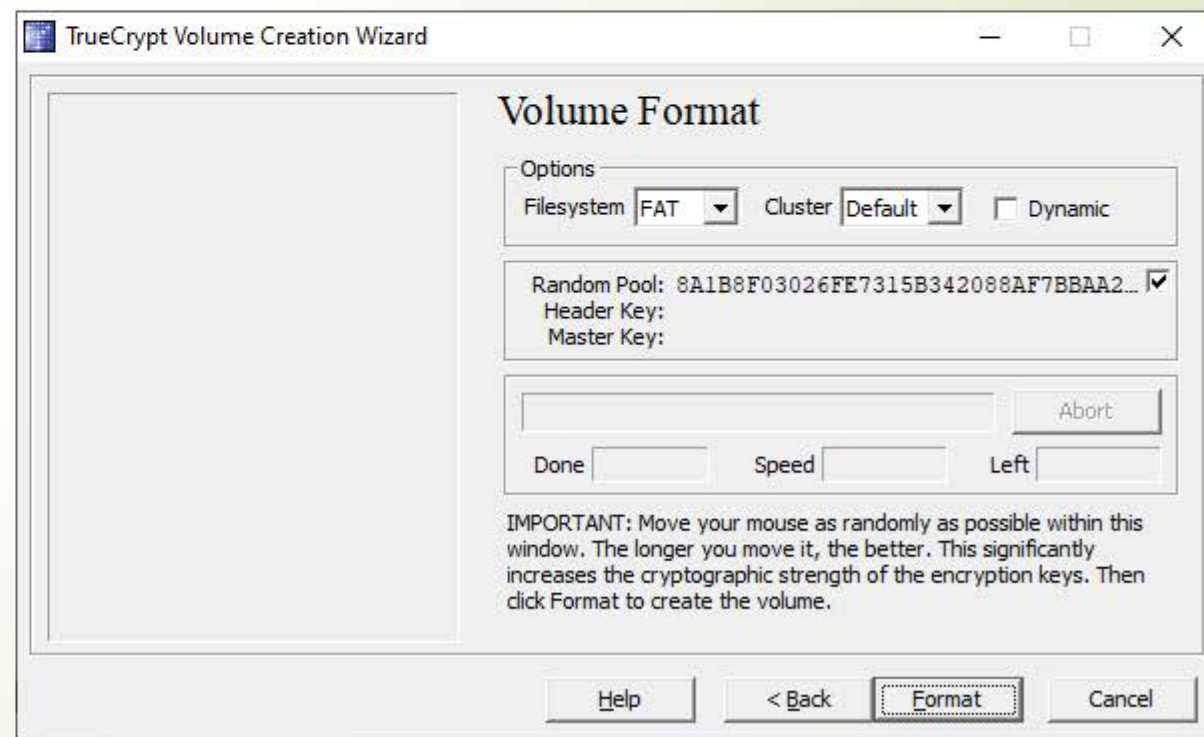 TrueCrypt Volume Creation Wizard
Volume Format
Options
Filesystem FAT Cluster Default Dynamic
Random Pool: 8A1B8F03026FE7315B342088AF7BBAA2...
Header Key:
Master Key:
Abort
Done Speed Left
IMPORTANT: Move your mouse as randomly as possible within this
window. The longer you move it, the better. This significantly
increases the cryptographic strength of the encryption keys. Then
click Format to create the volume.
Help < Back Format Cancel